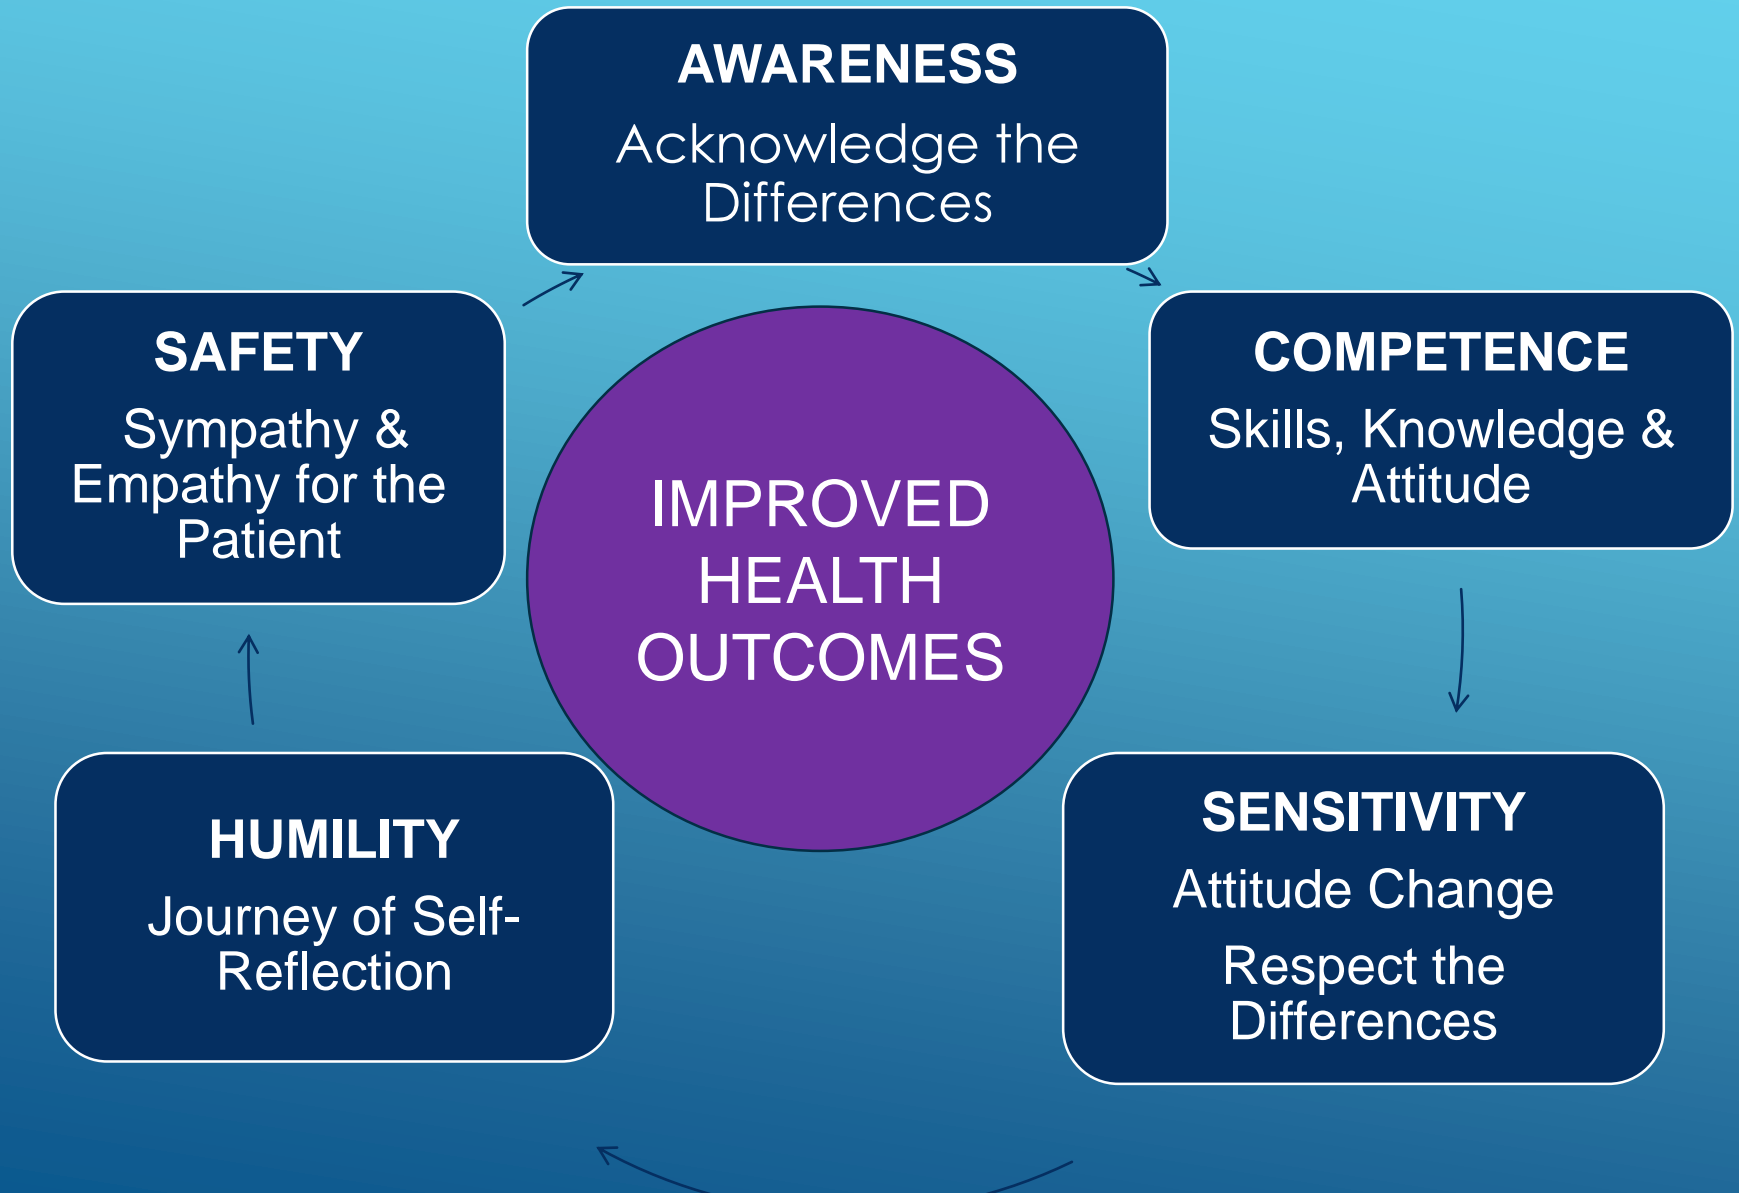 AWARENESS
Acknowledge the
Differences
COMPETENCE
Skills, Knowledge &
Attitude
SENSITIVITY
Attitude Change
Respect the
Differences
HUMILITY
Journey of Self-
Reflection
SAFETY
Sympathy &
Empathy for the
Patient
IMPROVED
HEALTH
OUTCOMES